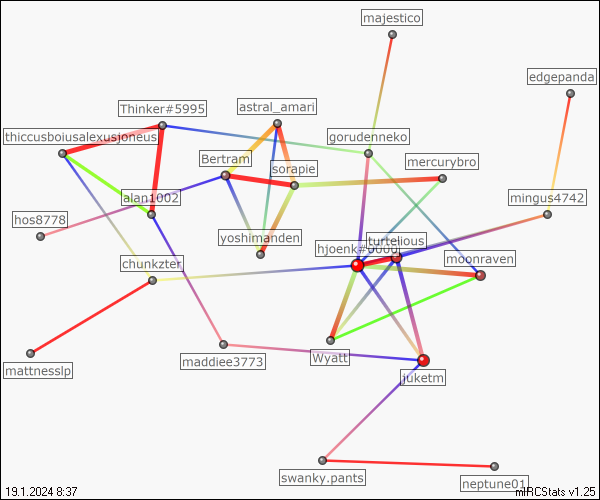 majestico
edgepanda
Thinker#5995
astral_amari
thiccusboiusalexusjoneus
gorudenneko
Bertram
sorapie
mercurybro
alan1002
mingus4742
hos8778
yoshimanden
turtelious
hjoenk#0000
chunkzter
moonraven
maddiee3773
Wyatt
mattnesslp
juketm
swanky.pants
neptune01
19.1.2024 8:37
mIRCStats v1.25